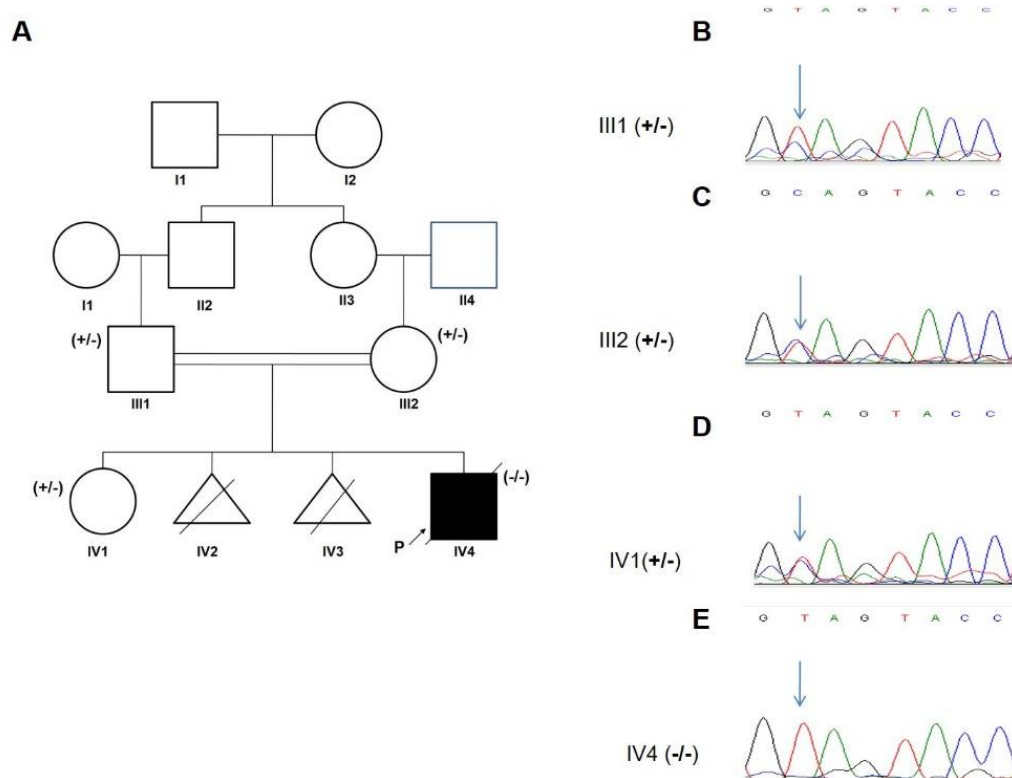 A
I1
I2
I1
II2
II3
II4
(+/-)
(+/-)
III1
III2
(+/-)
(-/-)
P
IV1
IV2
IV3
IV4
G T A G T A C C
B
III1 (+/-)
G C A G T A C C
C
III2 (+/-)
G T A G T A C C
D
IV1(+/-)
G T A G T A C C
E
IV4 (-/-)